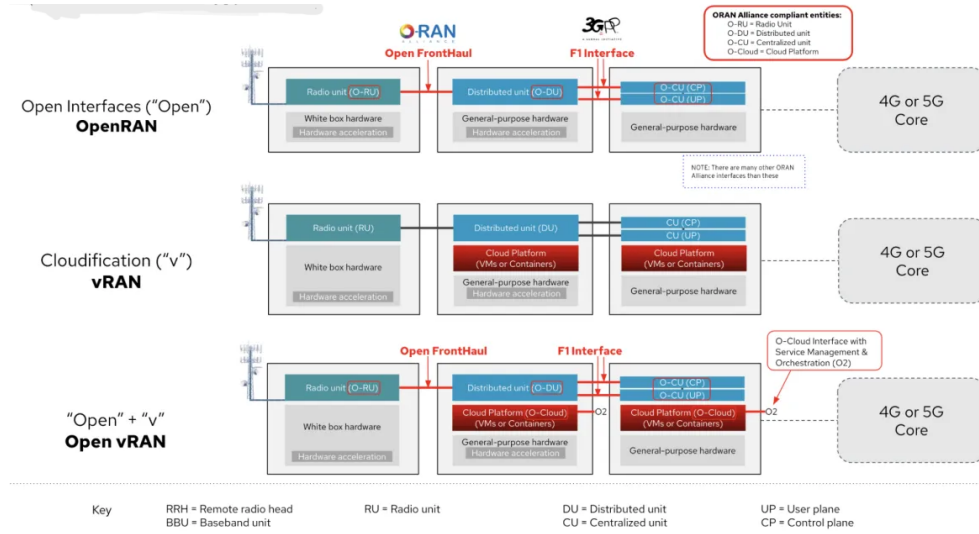 O-RAN
ALLIANCE
3GPP
A GLOBAL INITIATIVE
ORAN Alliance compliant entities:
O-RU = Radio Unit
O-DU = Distributed unit
O-CU = Centralized unit
O-Cloud = Cloud Platform
Open FrontHaul
F1 Interface
Open Interfaces (“Open”)
OpenRAN
Radio unit (O-RU)
White box hardware
Hardware acceleration
Distributed unit (O-DU)
General-purpose hardware
Hardware acceleration
O-CU (CP)
O-CU (UP)
General-purpose hardware
4G or 5G
Core
NOTE: There are many other ORAN
Alliance interfaces than these
Cloudification (“v”)
vRAN
Radio unit (RU)
White box hardware
Hardware acceleration
Distributed unit (DU)
Cloud Platform
(VMs or Containers)
General-purpose hardware
Hardware acceleration
CU (CP)
CU (UP)
Cloud Platform
(VMs or Containers)
General-purpose hardware
4G or 5G
Core
Open FrontHaul
F1 Interface
O-Cloud Interface with
Service Management &
Orchestration (O2)
“Open” + “v”
Open vRAN
Radio unit (O-RU)
White box hardware
Hardware acceleration
Distributed unit (O-DU)
Cloud Platform (O-Cloud)
(VMs or Containers)
O2
General-purpose hardware
Hardware acceleration
O-CU (CP)
O-CU (UP)
Cloud Platform (O-Cloud)
(VMs or Containers)
O2
General-purpose hardware
4G or 5G
Core
Key
RRH = Remote radio head
BBU = Baseband unit
RU = Radio unit
DU = Distributed unit
CU = Centralized unit
UP = User plane
CP = Control plane